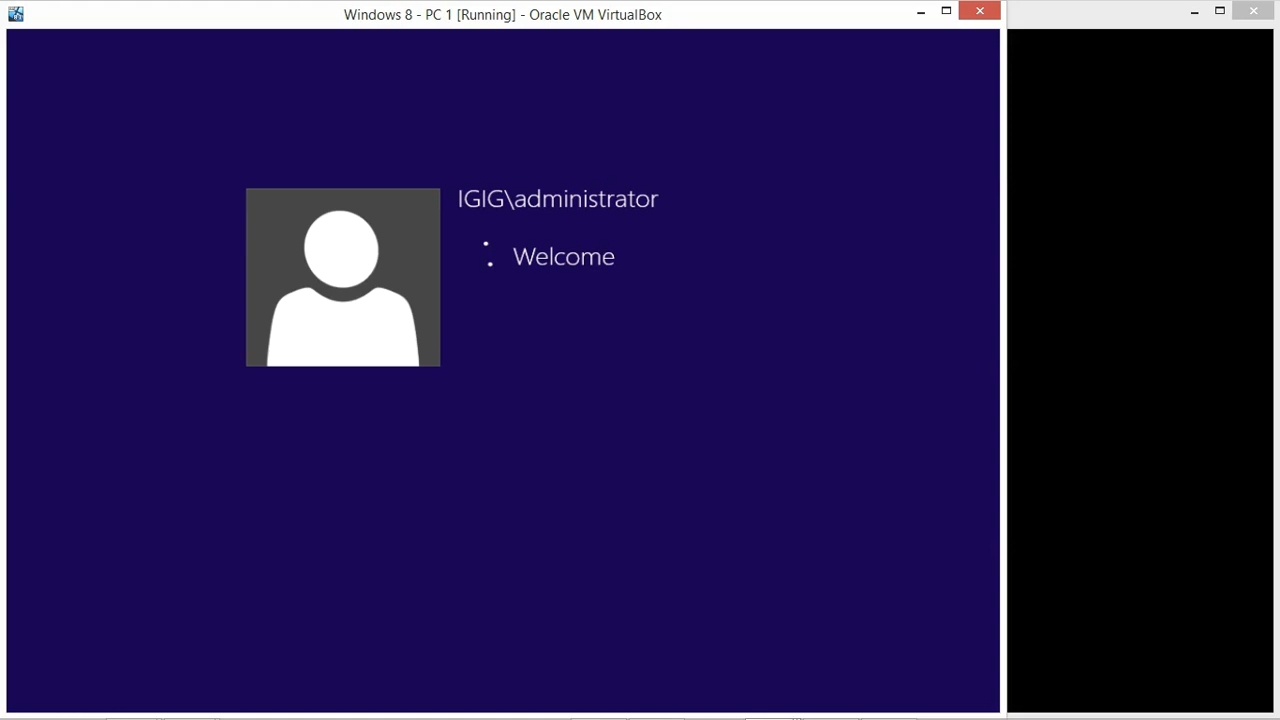 Windows 8 - PC 1 [Running] - Oracle VM VirtualBox
IGIG\administrator
Welcome